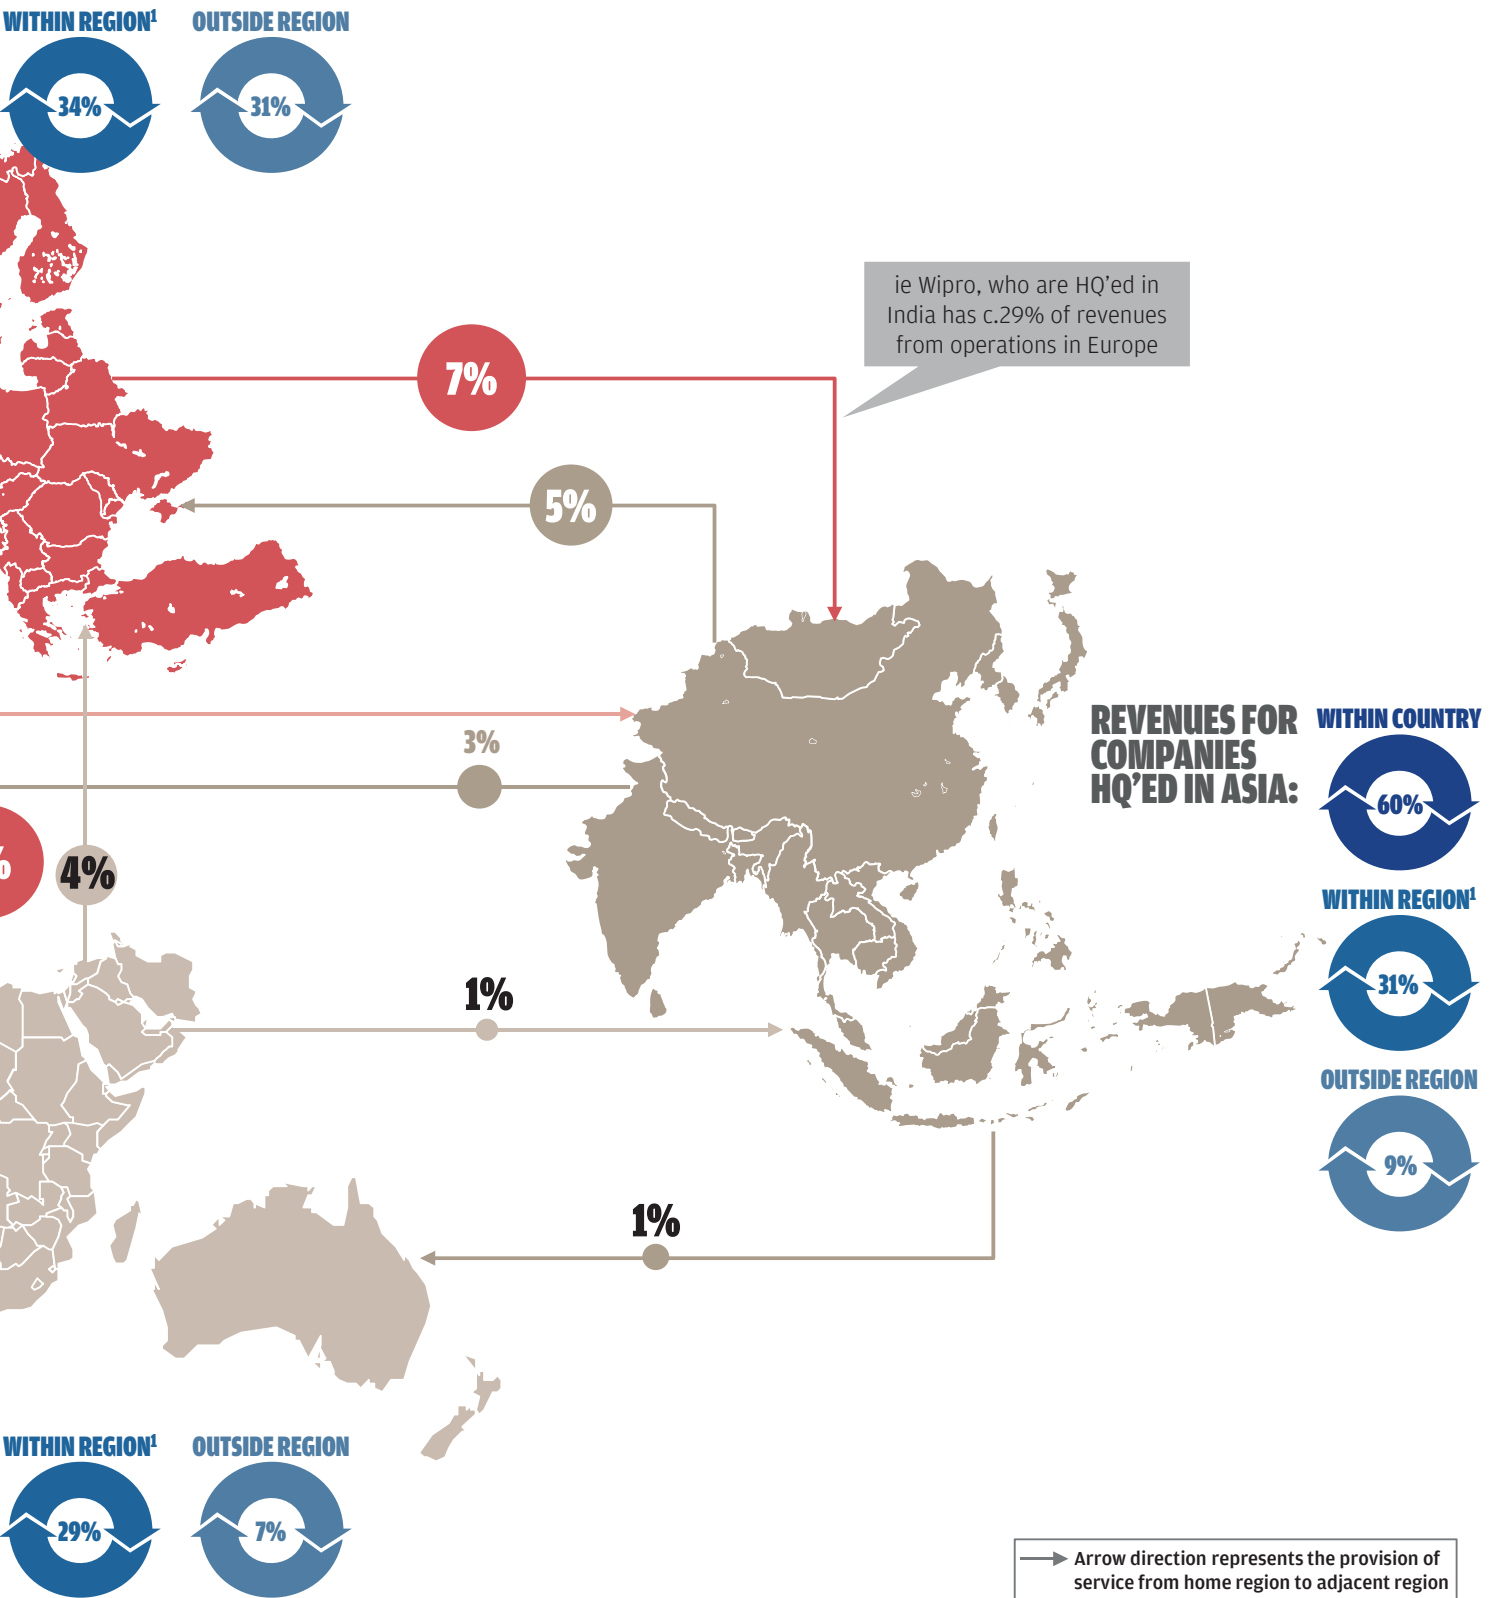 WITHIN REGION¹ OUTSIDE REGION
34% 31%
ie Wipro, who are HQ’ed in
India has c.29% of revenues
from operations in Europe
7%
5%
REVENUES FOR
COMPANIES
HQ’ED IN ASIA:
WITHIN COUNTRY
60%
3%
%
4%
WITHIN REGION¹
31%
1%
OUTSIDE REGION
9%
1%
WITHIN REGION¹ OUTSIDE REGION
29% 7%
Arrow direction represents the provision of
service from home region to adjacent region